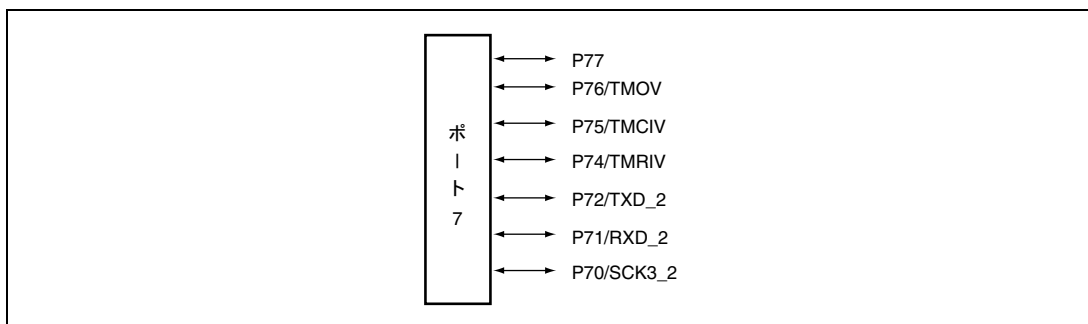 ポート7
P77
P76/TMOV
P75/TMCIV
P74/TMRIV
P72/TXD_2
P71/RXD_2
P70/SCK3_2